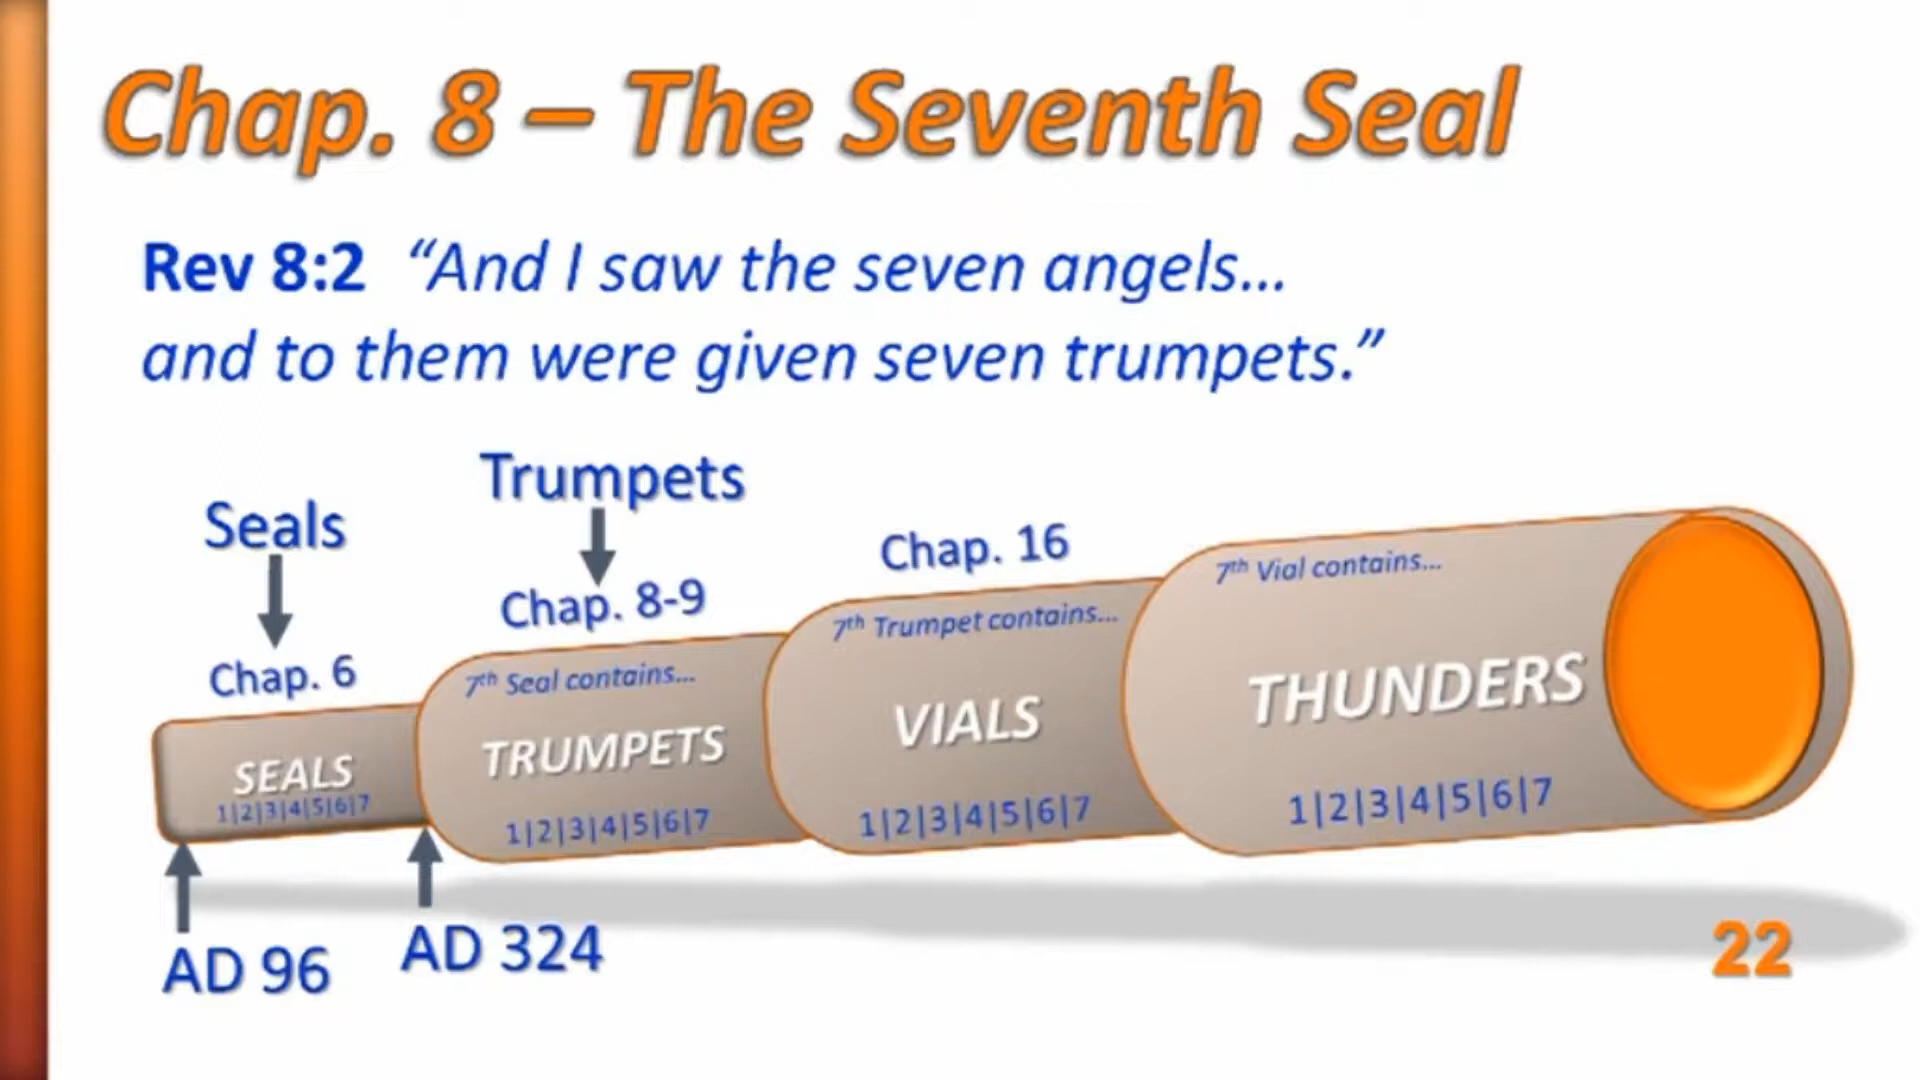 Chap. 8 – The Seventh Seal
Rev 8:2 “And I saw the seven angels...
and to them were given seven trumpets.”
Trumpets
Seals
Chap. 16
Chap. 8-9
Chap. 6
7th Vial contains...
7th Trumpet contains...
7th Seal contains...
SEALS
1|2|3|4|5|6|7
TRUMPETS
1|2|3|4|5|6|7
VIALS
1|2|3|4|5|6|7
THUNDERS
1|2|3|4|5|6|7
AD 96
AD 324
22